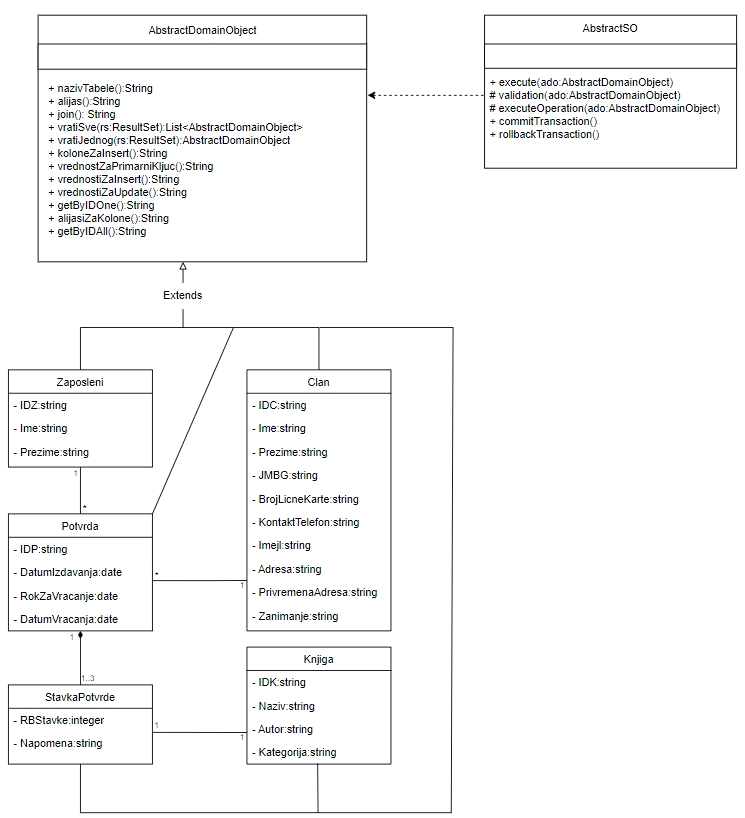 AbstractDomainObject
+ nazivTabele():String
+ alijas():String
+ join(): String
+ vratiSve(rs:ResultSet):List<AbstractDomainObject>
+ vratiJednog(rs:ResultSet):AbstractDomainObject
+ koloneZaInsert():String
+ vrednostZaPrimarniKljuc():String
+ vrednostiZaInsert():String
+ vrednostiZaUpdate():String
+ getByIDOne():String
+ alijasiZaKolone():String
+ getByIDAll():String
AbstractSO
+ execute(ado:AbstractDomainObject)
# validation(ado:AbstractDomainObject)
# executeOperation(ado:AbstractDomainObject)
+ commitTransaction()
+ rollbackTransaction()
Extends
Zaposleni
- IDZ:string
- Ime:string
- Prezime:string
1
*
Clan
- IDC:string
- Ime:string
- Prezime:string
- JMBG:string
- BrojLicneKarte:string
- KontaktTelefon:string
- Imejl:string
- Adresa:string
- PrivremenaAdresa:string
- Zanimanje:string
Potvrda
- IDP:string
- DatumIzdavanja:date
- RokZaVracanje:date
- DatumVracanja:date
*
1
1
1..3
StavkaPotvrde
- RBStavke:integer
- Napomena:string
1
1
Knjiga
- IDK:string
- Naziv:string
- Autor:string
- Kategorija:string